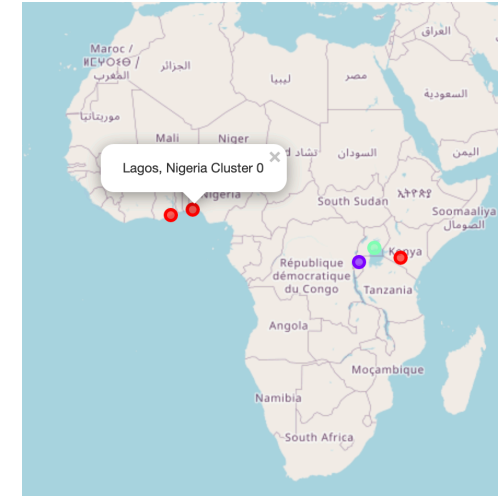 العراق
Maroc /
ⵍⵎⵖⵔⵉⴱ /
المغرب
الجزائر
ليبيا
مصر
السعودية
موريتانيا
Mali
Niger
تشاد
السودان
اليمن
Lagos, Nigeria Cluster 0
×
Nigeria
South Sudan
ኢትዮጵያ
Soomaaliya
الصومال
Kenya
République
démocratique
du Congo
Tanzania
Angola
Moçambique
Namibia
South Africa